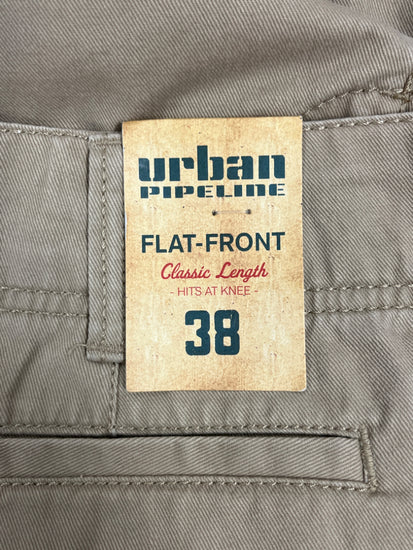 urban
PIPELINE
FLAT-FRONT
Classic Length
- HITS AT KNEE -
38